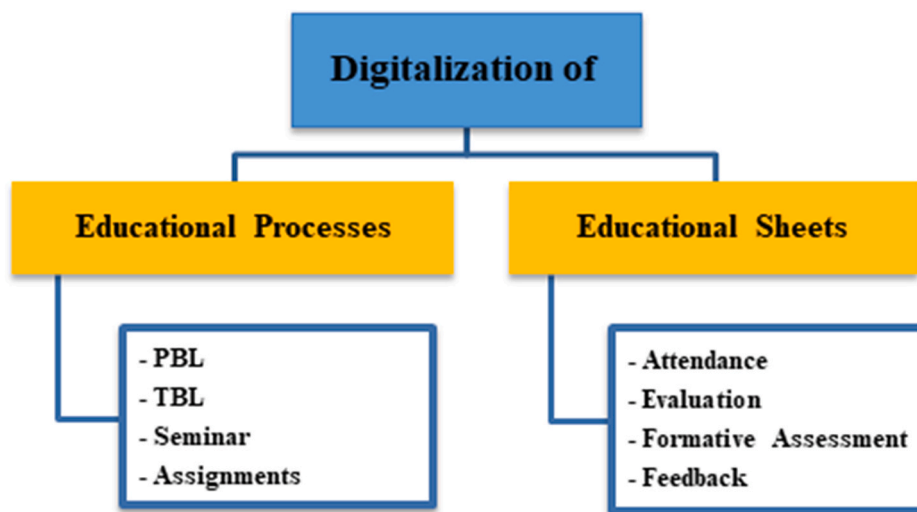 Digitalization of
Educational Processes
Educational Sheets
- PBL
- TBL
- Seminar
- Assignments
- Attendance
- Evaluation
- Formative Assessment
- Feedback